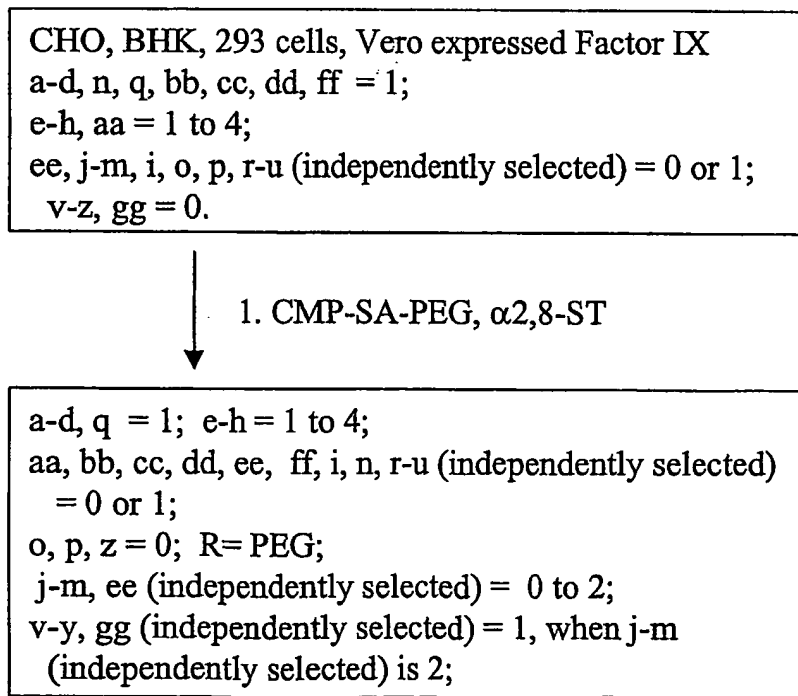 CHO, BHK, 293 cells, Vero expressed Factor IX
a-d, n, q, bb, cc, dd, ff = 1;
e-h, aa = 1 to 4;
ee, j-m, i, o, p, r-u (independently selected) = 0 or 1;
v-z, gg = 0.
1. CMP-SA-PEG, α2,8-ST
a-d, q = 1; e-h = 1 to 4;
aa, bb, cc, dd, ee, ff, i, n, r-u (independently selected)
= 0 or 1;
o, p, z = 0; R= PEG;
j-m, ee (independently selected) = 0 to 2;
v-y, gg (independently selected) = 1, when j-m
(independently selected) is 2;